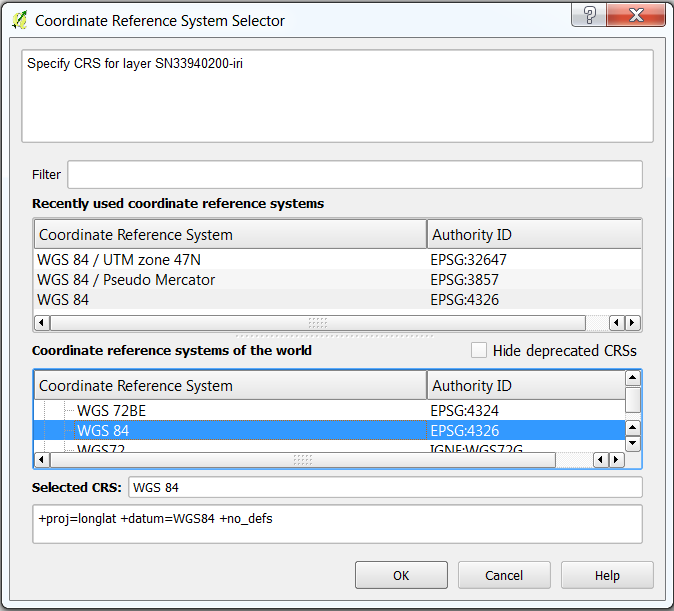 Coordinate Reference System Selector
Specify CRS for layer SN33940200-iri
Filter
Recently used coordinate reference systems
Coordinate Reference System Authority ID
WGS 84 / UTM zone 47N EPSG:32647
WGS 84 / Pseudo Mercator EPSG:3857
WGS 84 EPSG:4326
Coordinate reference systems of the world Hide deprecated CRSs
Coordinate Reference System Authority ID
WGS 72BE EPSG:4324
WGS 84 EPSG:4326
WGS72 IGNF:WGS72G
Selected CRS: WGS 84
+proj=longlat +datum=WGS84 +no_defs
OK Cancel Help